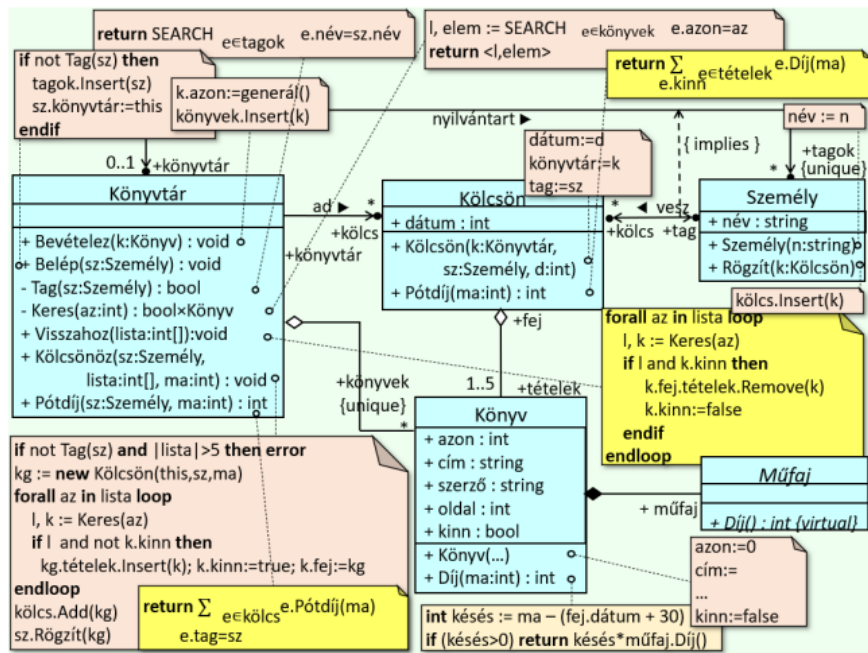 return SEARCH e∈tagok e.név=sz.név
l, elem := SEARCH e∈könyvek e.azon=az
return <l,elem>
if not Tag(sz) then
tagok.Insert(sz)
sz.könyvtár:=this
endif
k.azon:=generál()
könyvek.Insert(k)
return ∑ e∈tételek e.Díj(ma)
e.kinn
nyilvántart ▶
{ implies }
név := n
dátum:=d
könyvtár:=k
tag:=sz
0..1
+könyvtár
*
+tagok
{unique}
Könyvtár
+ Bevételez(k:Könyv) : void
+ Belép(sz:Személy) : void
- Tag(sz:Személy) : bool
- Keres(az:int) : bool×Könyv
+ Visszahoz(lista:int[]):void
+ Kölcsönöz(sz:Személy,
lista:int[], ma:int) : void
+ Pótdíj(sz:Személy, ma:int) : int
ad ▶
*
+kölcs
+könyvtár
Kölcsön
+ dátum : int
+ Kölcsön(k:Könyvtár,
sz:Személy, d:int)
+ Pótdíj(ma:int) : int
*
◀ vesz
+kölcs
+tag
Személy
+ név : string
+ Személy(n:string)
+ Rögzít(k:Kölcsön)
kölcs.Insert(k)
+fej
1..5
+tételek
+könyvek
{unique}
*
forall az in lista loop
l, k := Keres(az)
if l and k.kinn then
k.fej.tételek.Remove(k)
k.kinn:=false
endif
endloop
Könyv
+ azon : int
+ cím : string
+ szerző : string
+ oldal : int
+ kinn : bool
+ Könyv(...)
+ Díj(ma:int) : int
+ műfaj
Műfaj
+ Díj() : int {virtual}
if not Tag(sz) and |lista|>5 then error
kg := new Kölcsön(this,sz,ma)
forall az in lista loop
l, k := Keres(az)
if l and not k.kinn then
kg.tételek.Insert(k); k.kinn:=true; k.fej:=kg
endloop
kölcs.Add(kg)
sz.Rögzít(kg)
return ∑ e∈kölcs e.Pótdíj(ma)
e.tag=sz
azon:=0
cím:=
...
kinn:=false
int késés := ma – (fej.dátum + 30)
if (késés>0) return késés*műfaj.Díj()